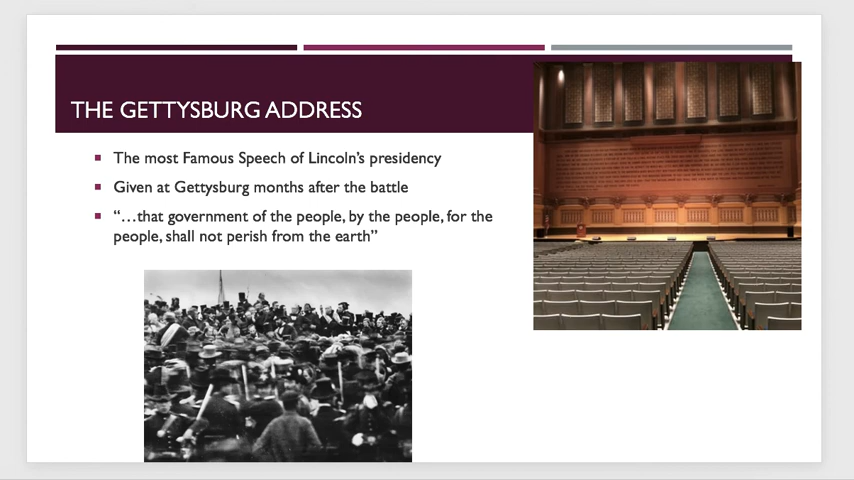 THE GETTYSBURG ADDRESS
The most Famous Speech of Lincoln’s presidency
Given at Gettysburg months after the battle
“…that government of the people, by the people, for the
people, shall not perish from the earth”